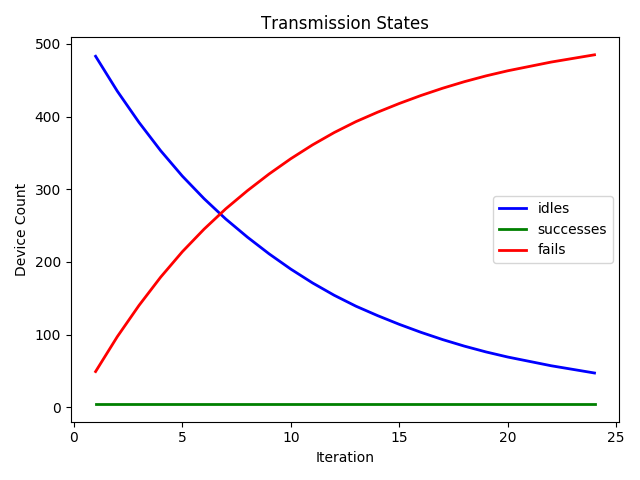 Transmission States
Device Count
500
400
300
200
100
0
idles
successes
fails
0 5 10 15 20 25
Iteration